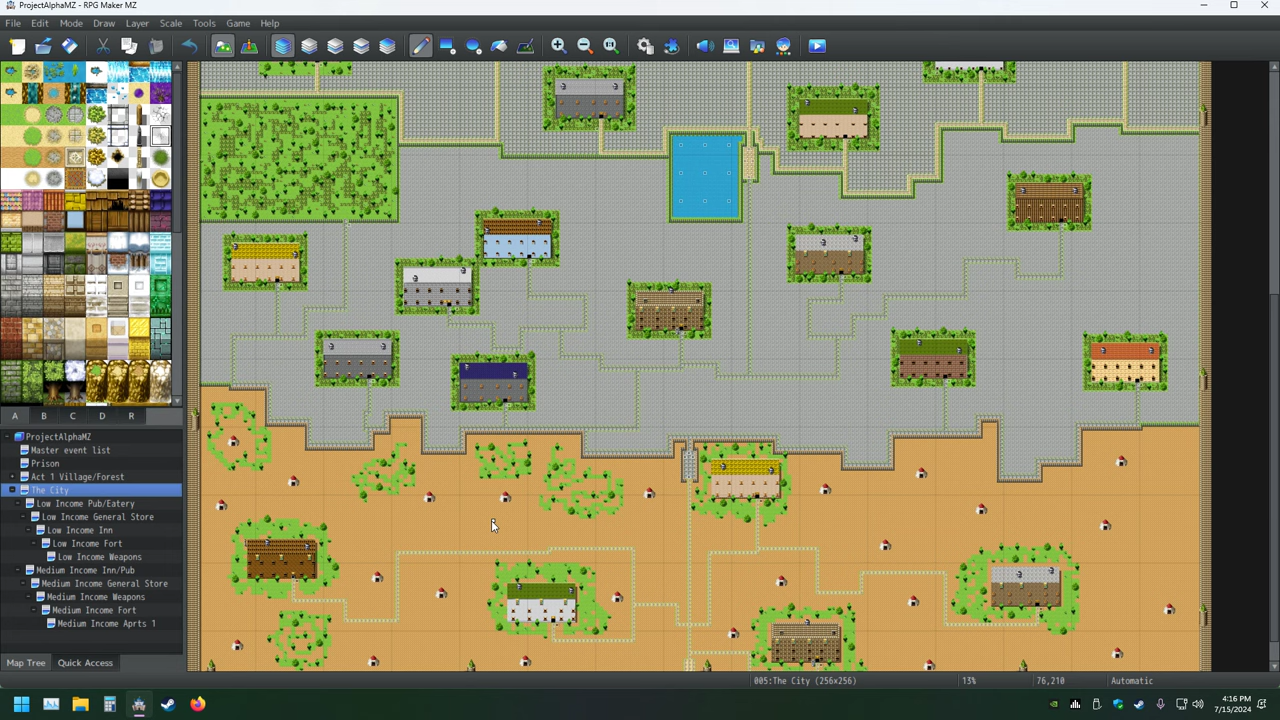 ProjectAlphaMZ - RPG Maker MZ
File Edit Mode Draw Layer Scale Tools Game Help
A B C D R
ProjectAlphaMZ
Master event list
Prison
Act 1 Village/Forest
The City
Low Income Pub/Eatery
Low Income General Store
Low Income Inn
Low Income Fort
Low Income Weapons
Medium Income Inn/Pub
Medium Income General Store
Medium Income Weapons
Medium Income Fort
Medium Income Aprts 1
Map Tree Quick Access
005:The City (256x256) 13% 76,210 Automatic
4:16 PM
7/15/2024